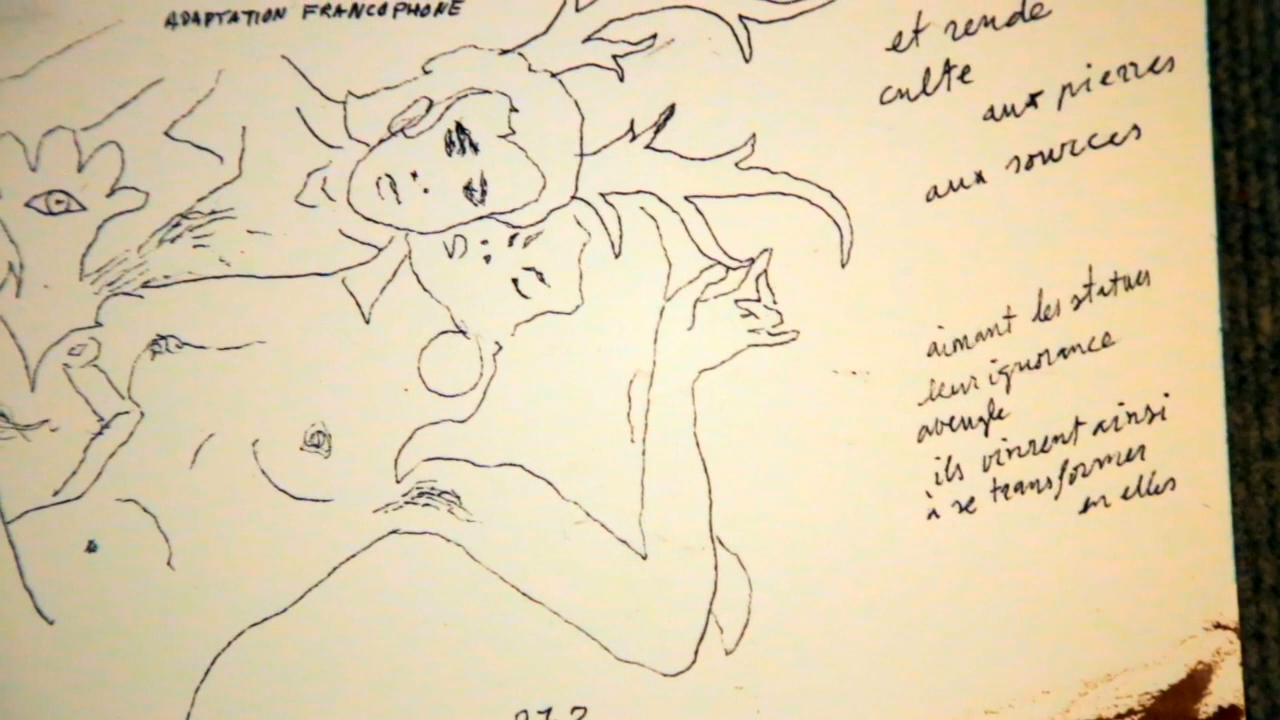 ADAPTATION FRANCOPHONE
et rende
culte
aux pierres
aux sources
aimant les statues
leur ignorance
aveugle
ils vinrent ainsi
à se transformer
en elles